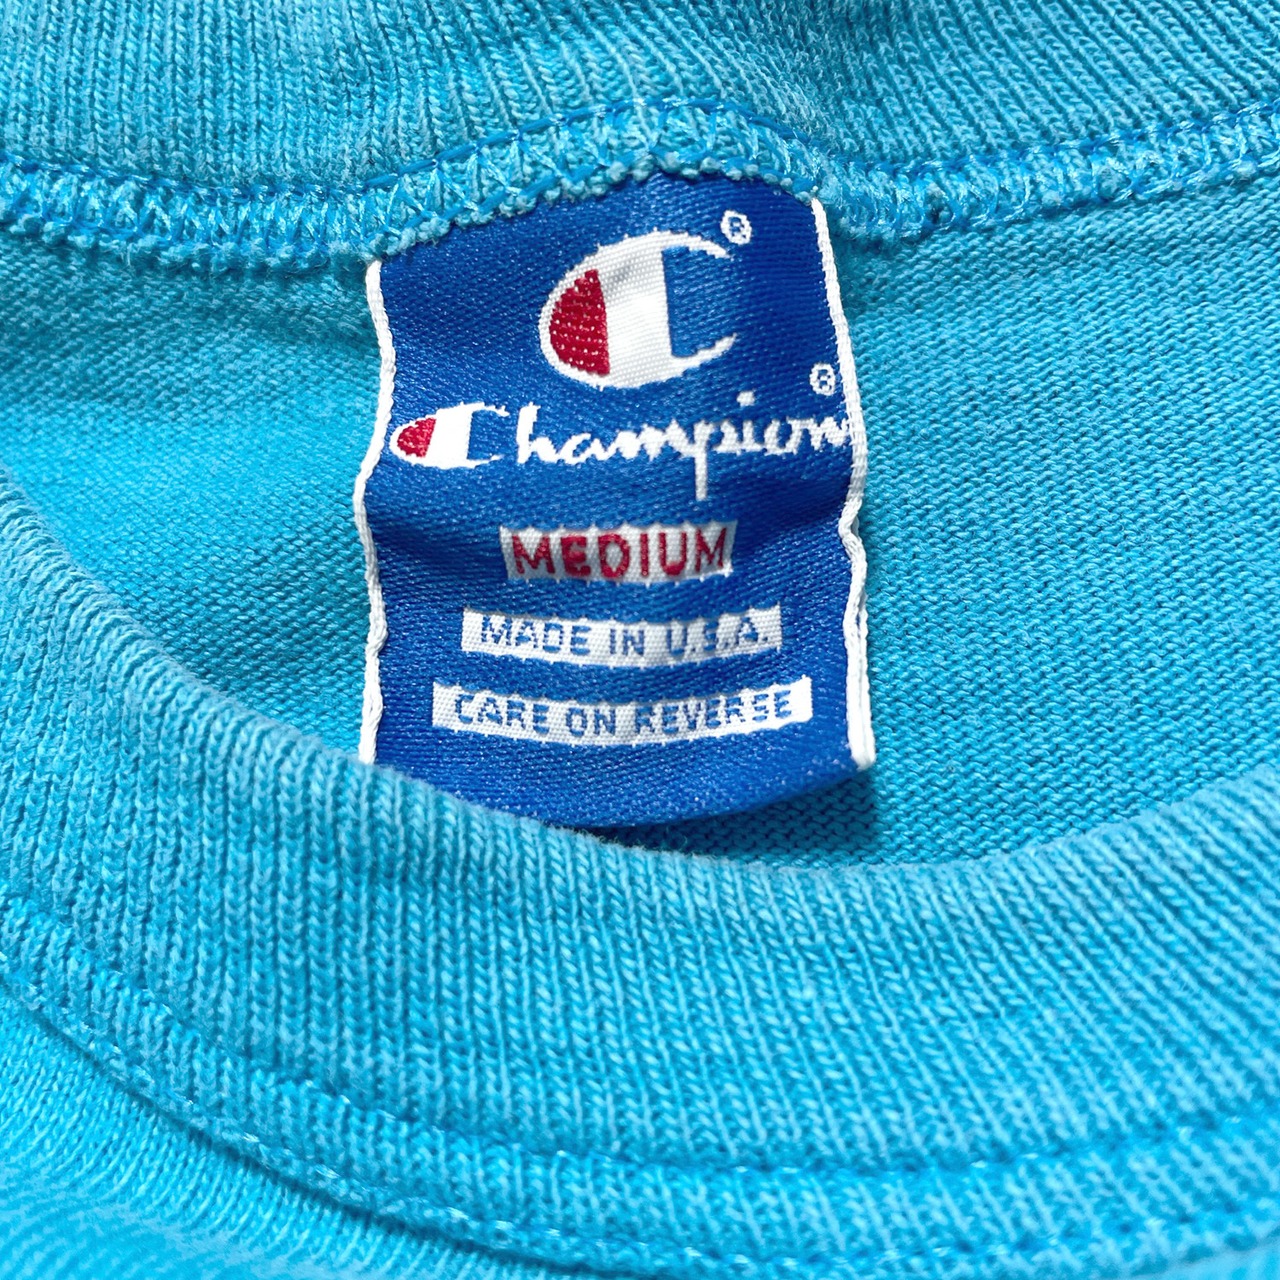 C®
Champion®
MEDIUM
MADE IN U.S.A.
CARE ON REVERSE